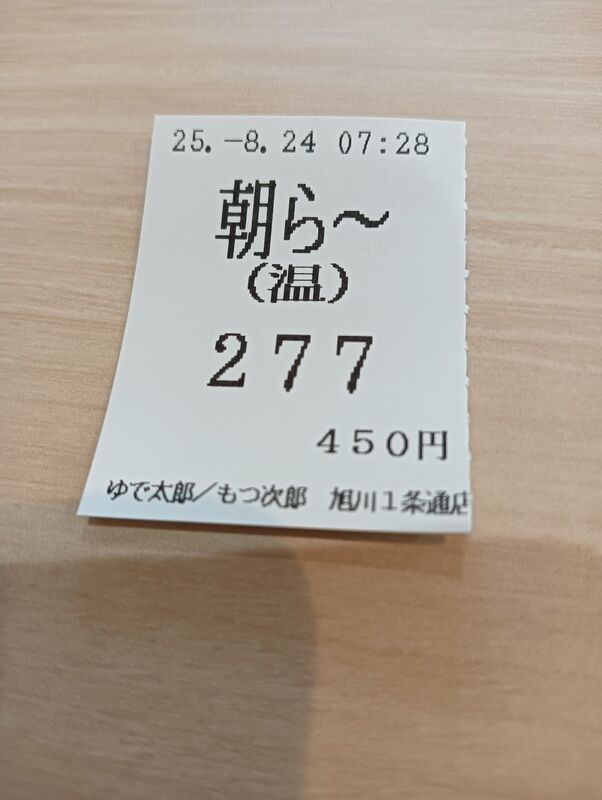 25.-8.24 07:28
朝ら～
(温)
２７７
４５０円
ゆで太郎／もつ次郎　旭川１条通店